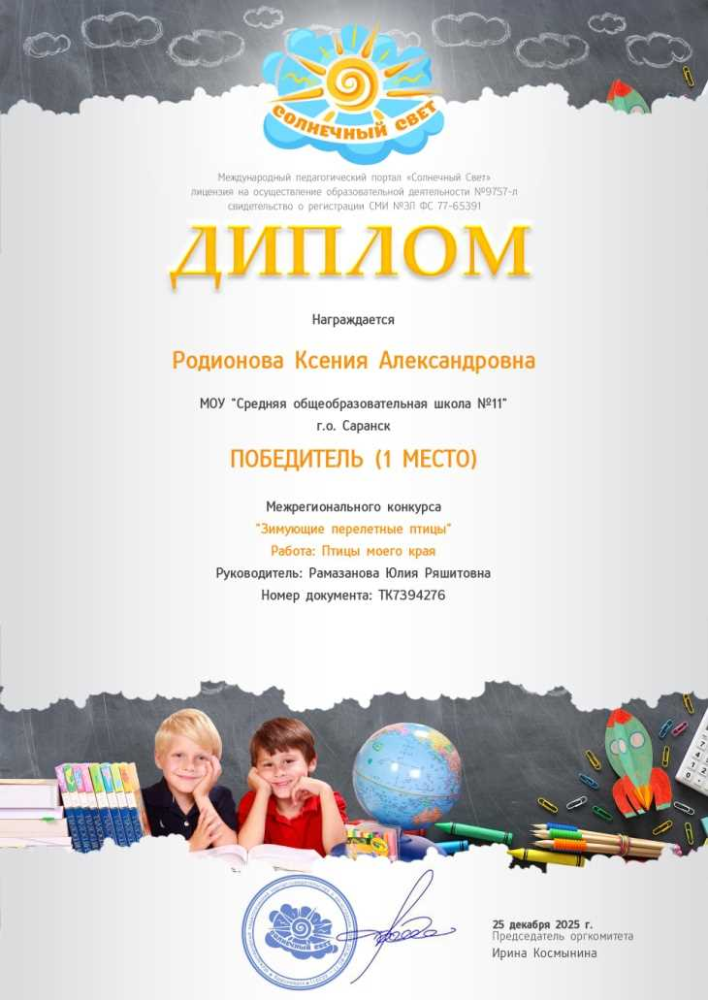 СОЛНЕЧНЫЙ СВЕТ
Международный педагогический портал «Солнечный Свет»
лицензия на осуществление образовательной деятельности №9757-л
свидетельство о регистрации СМИ №ЭЛ ФС 77-65391
ДИПЛОМ
Награждается
Родионова Ксения Александровна
МОУ "Средняя общеобразовательная школа №11"
г.о. Саранск
ПОБЕДИТЕЛЬ (1 МЕСТО)
Межрегионального конкурса
"Зимующие перелетные птицы"
Работа: Птицы моего края
Руководитель: Рамазанова Юлия Ряшитовна
Номер документа: ТК7394276
СОЛНЕЧНЫЙ СВЕТ
25 декабря 2025 г.
Председатель оргкомитета
Ирина Космынина